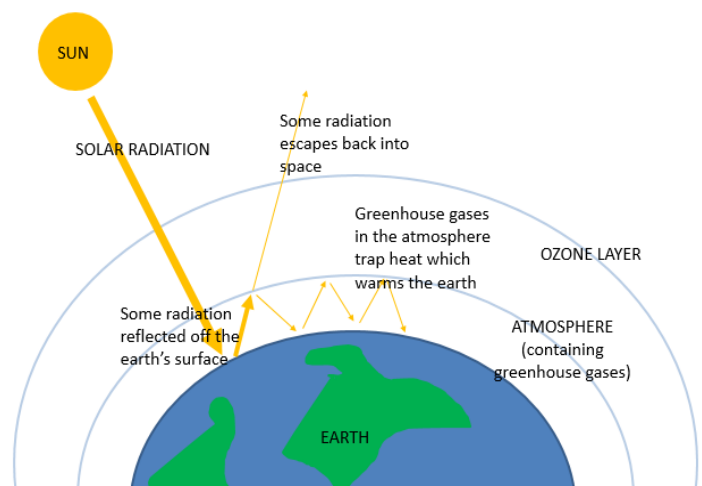 SUN
SOLAR RADIATION
Some radiation
escapes back into
space
Greenhouse gases
in the atmosphere
trap heat which
warms the earth
OZONE LAYER
Some radiation
reflected off the
earth's surface
ATMOSPHERE
(containing
greenhouse gases)
EARTH